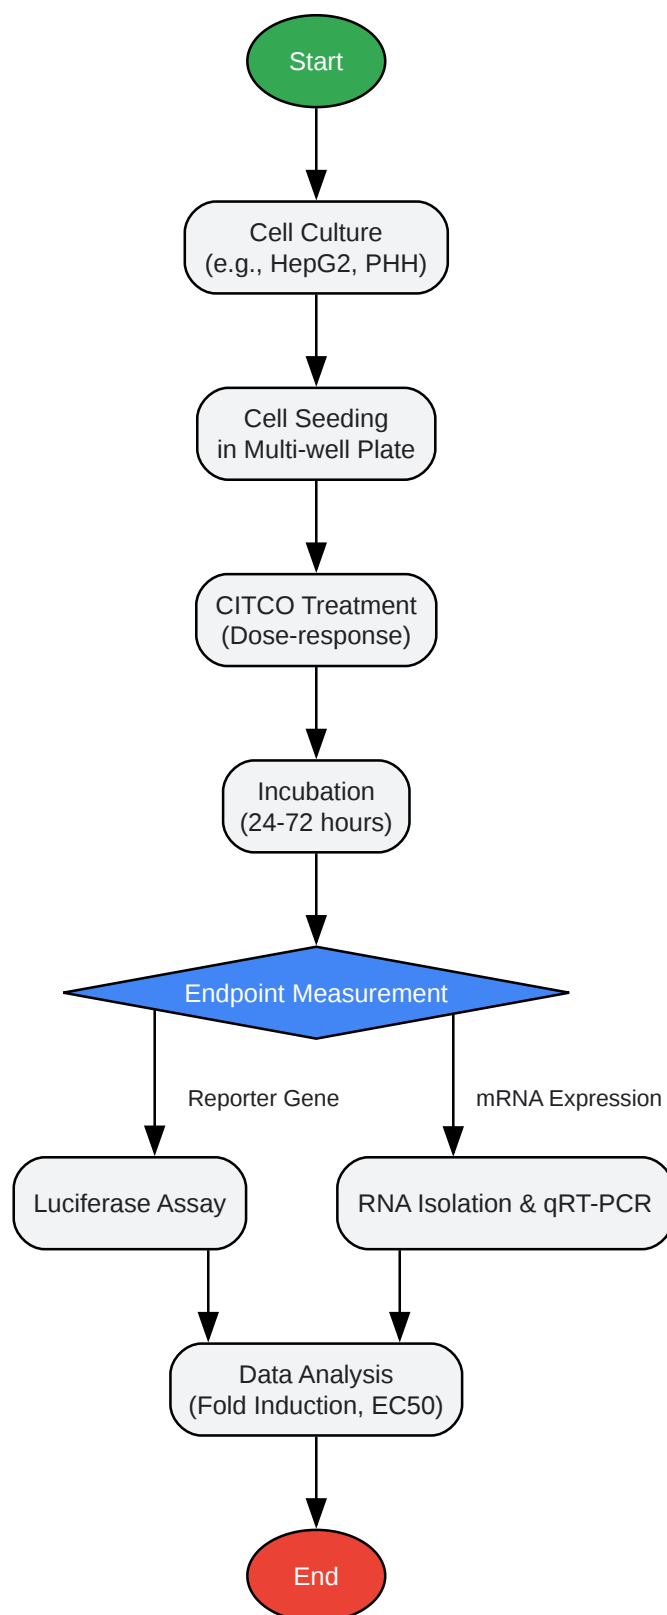 Start
Cell Culture
(e.g., HepG2, PHH)
Cell Seeding
in Multi-well Plate
CITCO Treatment
(Dose-response)
Incubation
(24-72 hours)
Endpoint Measurement
Reporter Gene
mRNA Expression
Luciferase Assay
RNA Isolation & qRT-PCR
Data Analysis
(Fold Induction, EC50)
End